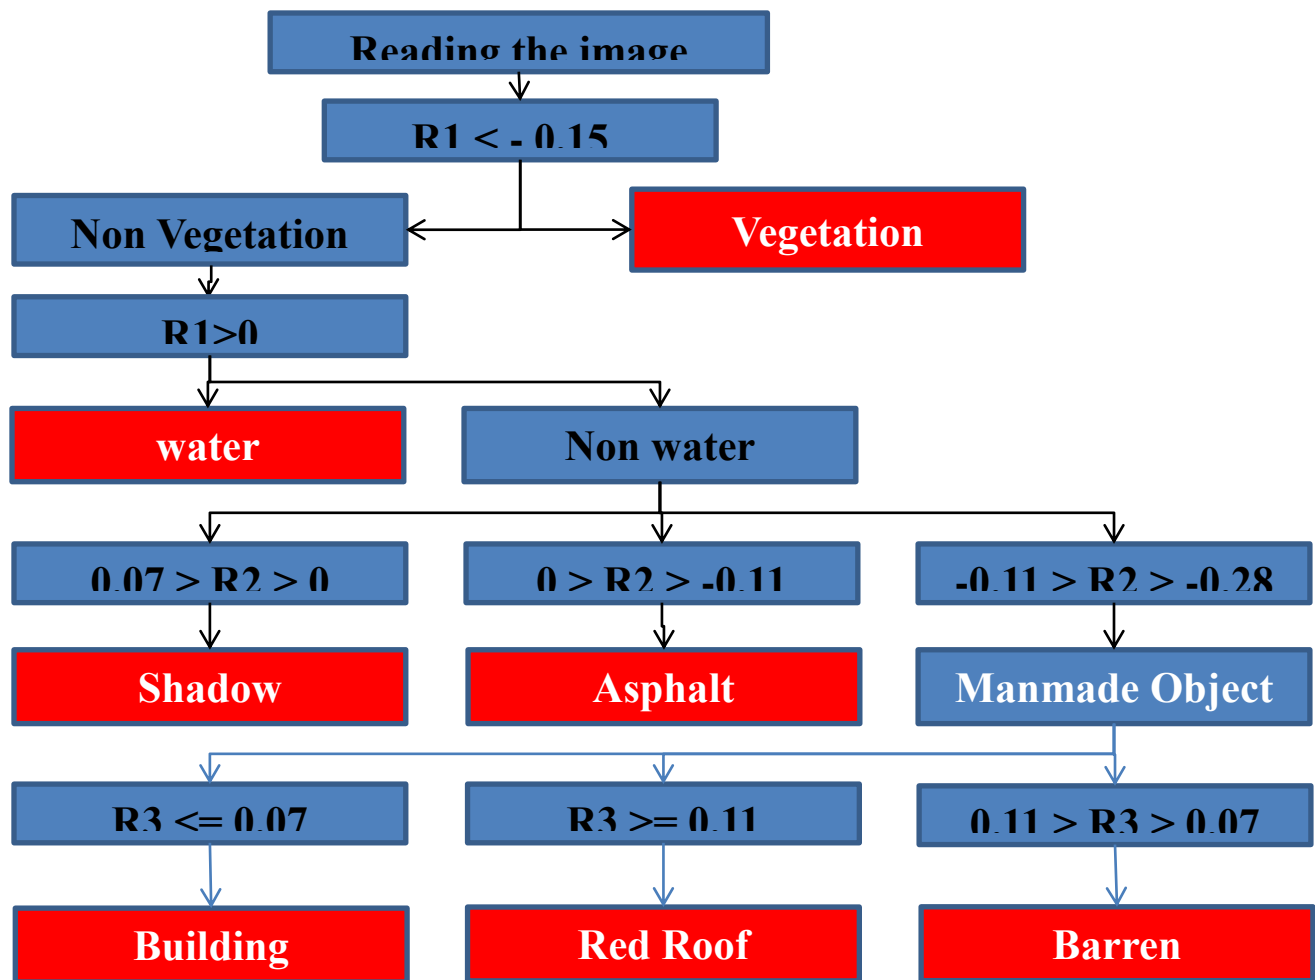 Reading the image
R1 < - 0.15
Non Vegetation
Vegetation
R1>0
water
Non water
0.07 > R2 > 0
0 > R2 > -0.11
-0.11 > R2 > -0.28
Shadow
Asphalt
Manmade Object
R3 <= 0.07
R3 >= 0.11
0.11 > R3 > 0.07
Building
Red Roof
Barren